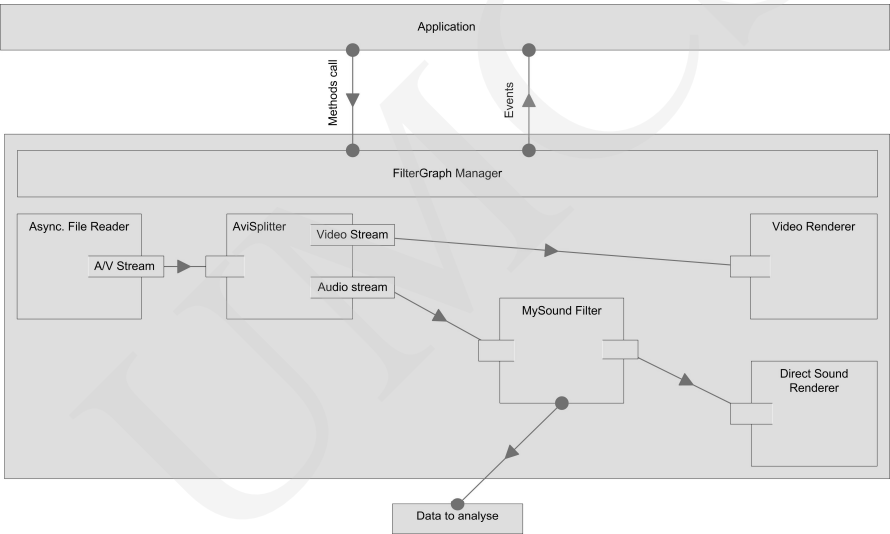 Application
Methods call
Events
FilterGraph Manager
Async. File Reader
A/V Stream
AviSplitter
Video Stream
Audio stream
Video Renderer
MySound Filter
Direct Sound
Renderer
Data to analyse
UMCS